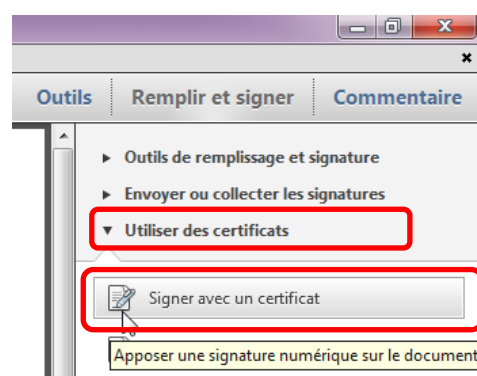 Outils Remplir et signer Commentaire
Outils de remplissage et signature
Envoyer ou collecter les signatures
Utiliser des certificats
Signer avec un certificat
Apposer une signature numérique sur le document